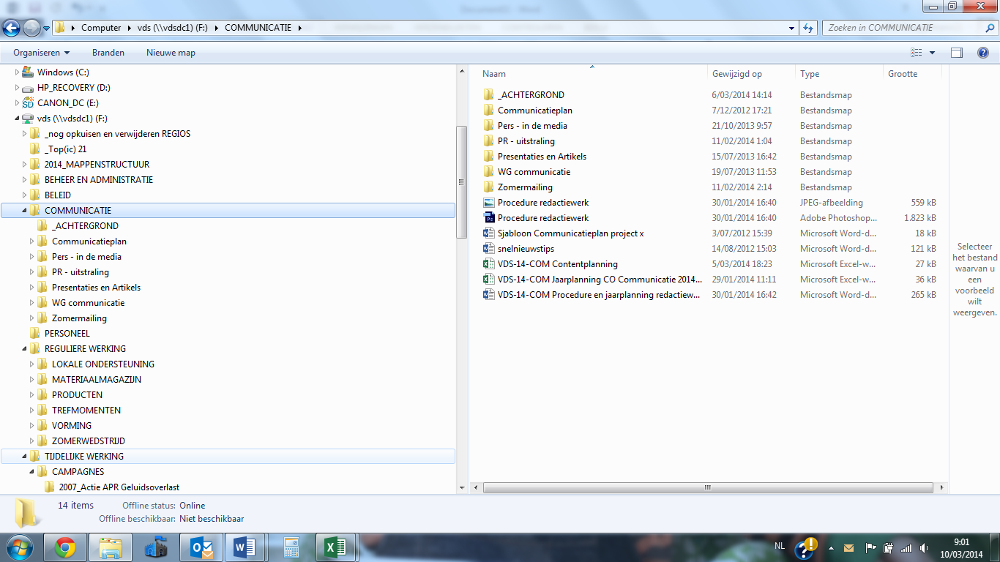 Computer vds (\\vdsdc1) (F:) COMMUNICATIE
Zoeken in COMMUNICATIE
Organiseren Branden Nieuwe map
Windows (C:)
HP_RECOVERY (D:)
CANON_DC (E:)
vds (\\vdsdc1) (F:)
_nog opkuisen en verwijderen REGIOS
_Top(ic) 21
2014_MAPPENSTRUCTUUR
BEHEER EN ADMINISTRATIE
BELEID
COMMUNICATIE
_ACHTERGROND
Communicatieplan
Pers - in de media
PR - uitstraling
Presentaties en Artikels
WG communicatie
Zomermailing
PERSONEEL
REGULIERE WERKING
LOKALE ONDERSTEUNING
MATERIAALMAGAZIJN
PRODUCTEN
TREFMOMENTEN
VORMING
ZOMERWEDSTRIJD
TIJDELIJKE WERKING
CAMPAGNES
2007_Actie APR Geluidsoverlast
Naam Gewijzigd op Type Grootte
_ACHTERGROND 6/03/2014 14:14 Bestandsmap
Communicatieplan 7/12/2012 17:21 Bestandsmap
Pers - in de media 21/10/2013 9:57 Bestandsmap
PR - uitstraling 11/02/2014 1:04 Bestandsmap
Presentaties en Artikels 15/07/2013 16:42 Bestandsmap
WG communicatie 19/07/2013 11:53 Bestandsmap
Zomermailing 11/02/2014 2:14 Bestandsmap
Procedure redactiewerk 30/01/2014 16:40 JPEG-afbeelding 559 kB
Procedure redactiewerk 30/01/2014 16:40 Adobe Photoshop... 1.823 kB
Sjabloon Communicatieplan project x 3/07/2012 15:39 Microsoft Word-d... 18 kB
snelnieuwstips 14/08/2012 15:03 Microsoft Word-d... 121 kB
VDS-14-COM Contentplanning 5/03/2014 18:23 Microsoft Excel-w... 27 kB
VDS-14-COM Jaarplanning CO Communicatie 2014... 29/01/2014 11:11 Microsoft Excel-w... 36 kB
VDS-14-COM Procedure en jaarplanning redactiew... 30/01/2014 16:42 Microsoft Word-d... 265 kB
Selecteer
het bestand
waarvan u
een
voorbeeld
wilt
weergeven.
14 items Offline status: Online
Offline beschikbaar: Niet beschikbaar
NL
9:01
10/03/2014